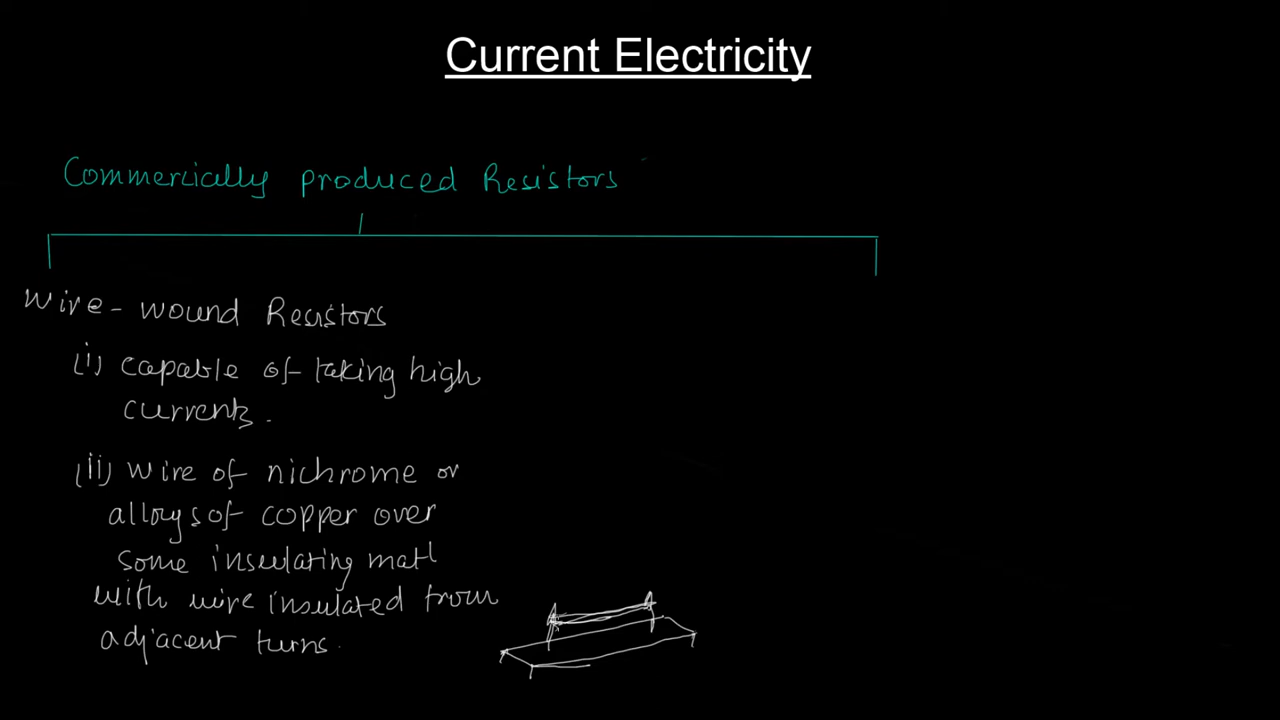 Current Electricity
Commercially produced Resistors
Wire-wound Resistors
(i) capable of taking high
currents.
(ii) wire of nichrome or
alloys of copper over
some insulating matl
with wire insulated from
adjacent turns.